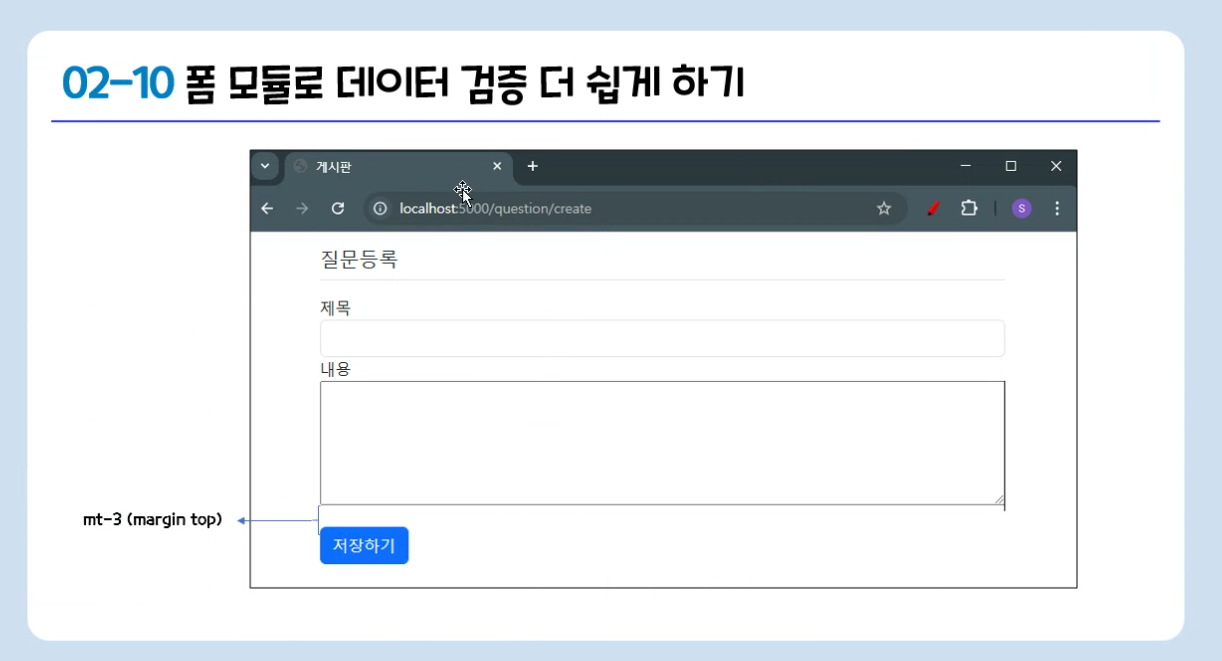 02-10 폼 모듈로 데이터 검증 더 쉽게 하기
게시판
localhost:5000/question/create
S
질문등록
제목
내용
mt-3 (margin top)
저장하기